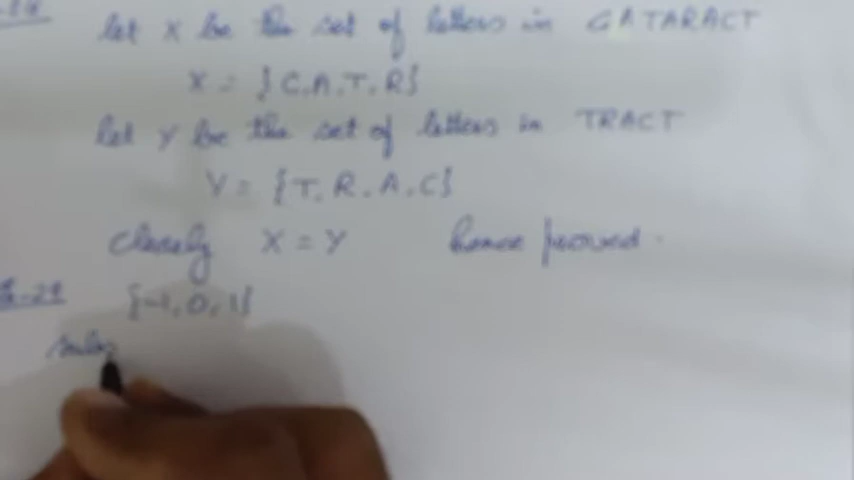 let X be the set of letters in CATARACT
X = {C.A.T.R}
let Y be the set of letters in TRACT
Y = {T.R.A.C}
Clearly X = Y hence proved.
{-1, 0, 1}